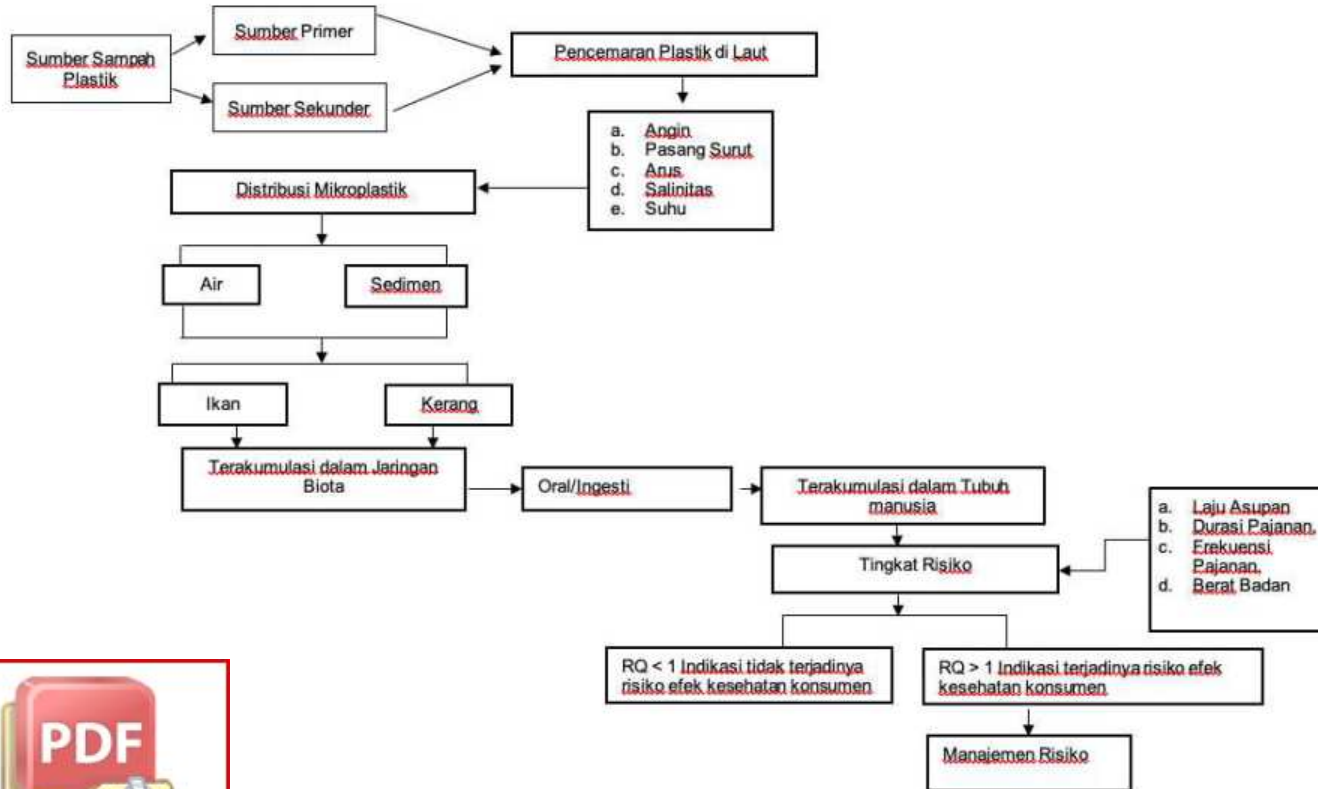 Sumber Sampah
Plastik
Sumber Primer
Sumber Sekunder
Pencemaran Plastik di Laut
a. Angin
b. Pasang Surut
c. Arus
d. Salinitas
e. Suhu
Distribusi Mikroplastik
Air
Sedimen
Ikan
Kerang
Terakumulasi dalam Jaringan
Biota
Oral/Ingesti
Terakumulasi dalam Tubuh
manusia
a. Laju Asupan
b. Durasi Pajanan,
c. Frekuensi
Pajanan,
d. Berat Badan
Tingkat Risiko
RQ < 1 Indikasi tidak terjadinya
risiko efek kesehatan konsumen
RQ > 1 Indikasi terjadinya risiko efek
kesehatan konsumen
Manajemen Risiko
PDF